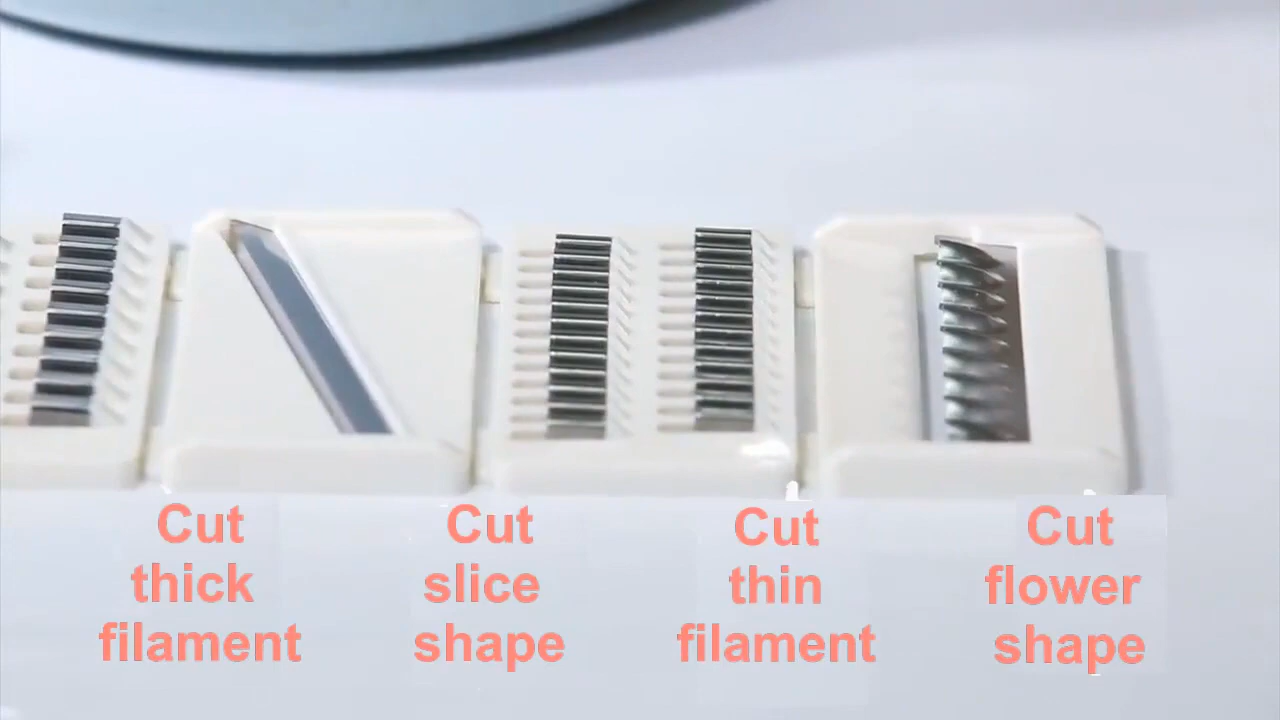 Cut
thick
filament
Cut
slice
shape
Cut
thin
filament
Cut
flower
shape